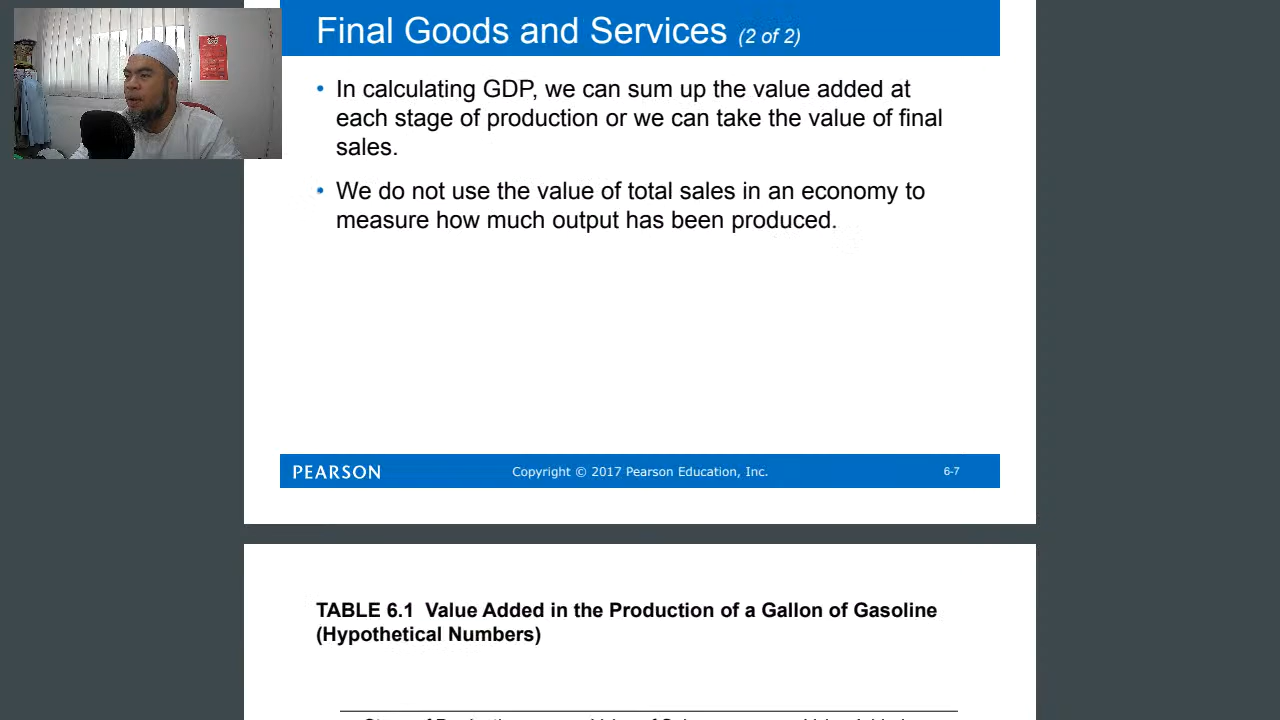 Final Goods and Services (2 of 2)
• In calculating GDP, we can sum up the value added at
each stage of production or we can take the value of final
sales.
• We do not use the value of total sales in an economy to
measure how much output has been produced.
PEARSON
Copyright © 2017 Pearson Education, Inc.
6-7
TABLE 6.1 Value Added in the Production of a Gallon of Gasoline
(Hypothetical Numbers)